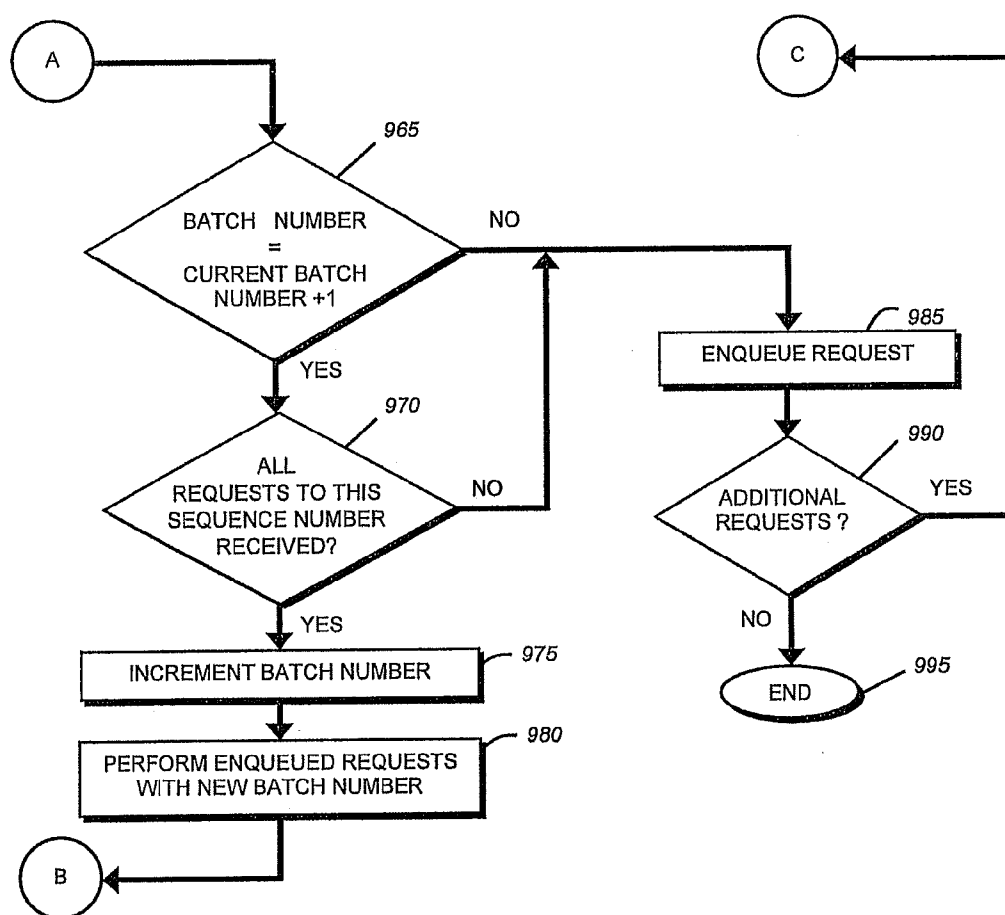 A
C
965
BATCH NUMBER
=
CURRENT BATCH
NUMBER +1
NO
YES
985
ENQUEUE REQUEST
970
ALL
REQUESTS TO THIS
SEQUENCE NUMBER
RECEIVED?
NO
990
ADDITIONAL
REQUESTS ?
YES
YES
NO
975
INCREMENT BATCH NUMBER
995
END
980
PERFORM ENQUEUED REQUESTS
WITH NEW BATCH NUMBER
B